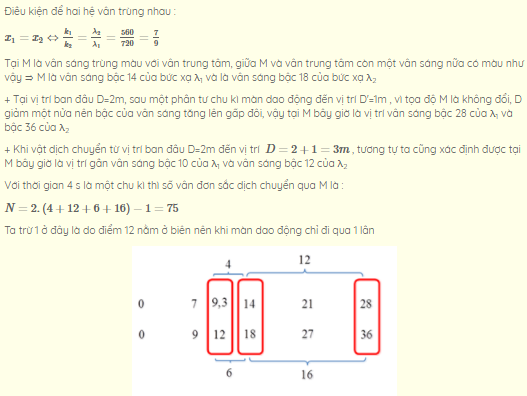 Điều kiện để hai hệ vân trùng nhau :
x₁ = x₂ ⇔ k₁/k₂ = λ₂/λ₁ = 560/720 = 7/9
Tại M là vân sáng trùng màu với vân trung tâm, giữa M và vân trung tâm còn một vân sáng nữa có màu như
vậy ⇒ M là vân sáng bậc 14 của bức xạ λ₁ và là vân sáng bậc 18 của bức xạ λ₂
+ Tại vị trí ban đầu D=2m, sau một phần tư chu kì màn dao động đến vị trí D'=1m , vì tọa độ M là không đổi, D
giảm một nửa nên bậc của vân sáng tăng lên gấp đôi, vậy tại M bây giờ là vị trí vân sáng bậc 28 của λ₁ và
bậc 36 của λ₂
+ Khi vật dịch chuyển từ vị trí ban đầu D=2m đến vị trí D = 2 + 1 = 3m , tương tự ta cũng xác định được tại
M bây giờ là vị trí gần vân sáng bậc 10 của λ₁ và vân sáng bậc 12 của λ₂
Với thời gian 4 s là một chu kì thì số vân đơn sắc dịch chuyển qua M là :
N = 2. (4 + 12 + 6 + 16) − 1 = 75
Ta trừ 1 ở đây là do điểm 12 nằm ở biên nên khi màn dao động chỉ đi qua 1 lần
4 12
0 7 9,3 14 21 28
0 9 12 18 27 36
6 16